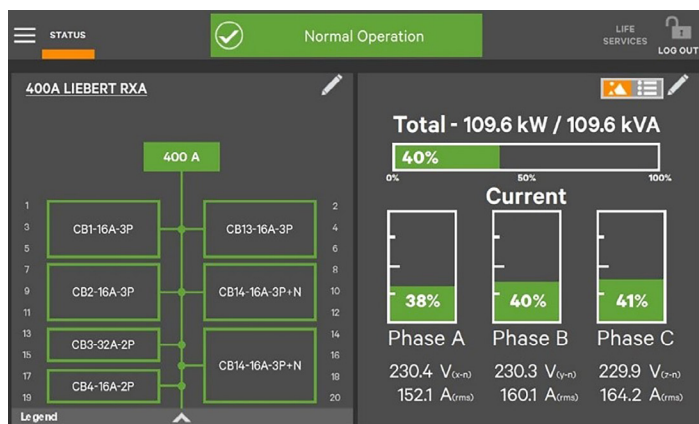 STATUS
Normal Operation
LIFE
SERVICES
LOG OUT
400A LIEBERT RXA
400 A
1
3
5
CB1-16A-3P
CB13-16A-3P
2
4
6
7
9
11
CB2-16A-3P
CB14-16A-3P+N
8
10
12
13
15
CB3-32A-2P
17
19
CB4-16A-2P
CB14-16A-3P+N
14
16
18
20
Legend
Total - 109.6 kW / 109.6 kVA
40%
0% 50% 100%
Current
38% 40% 41%
Phase A Phase B Phase C
230.4 V(x-n) 230.3 V(y-n) 229.9 V(z-n)
152.1 A(rms) 160.1 A(rms) 164.2 A(rms)